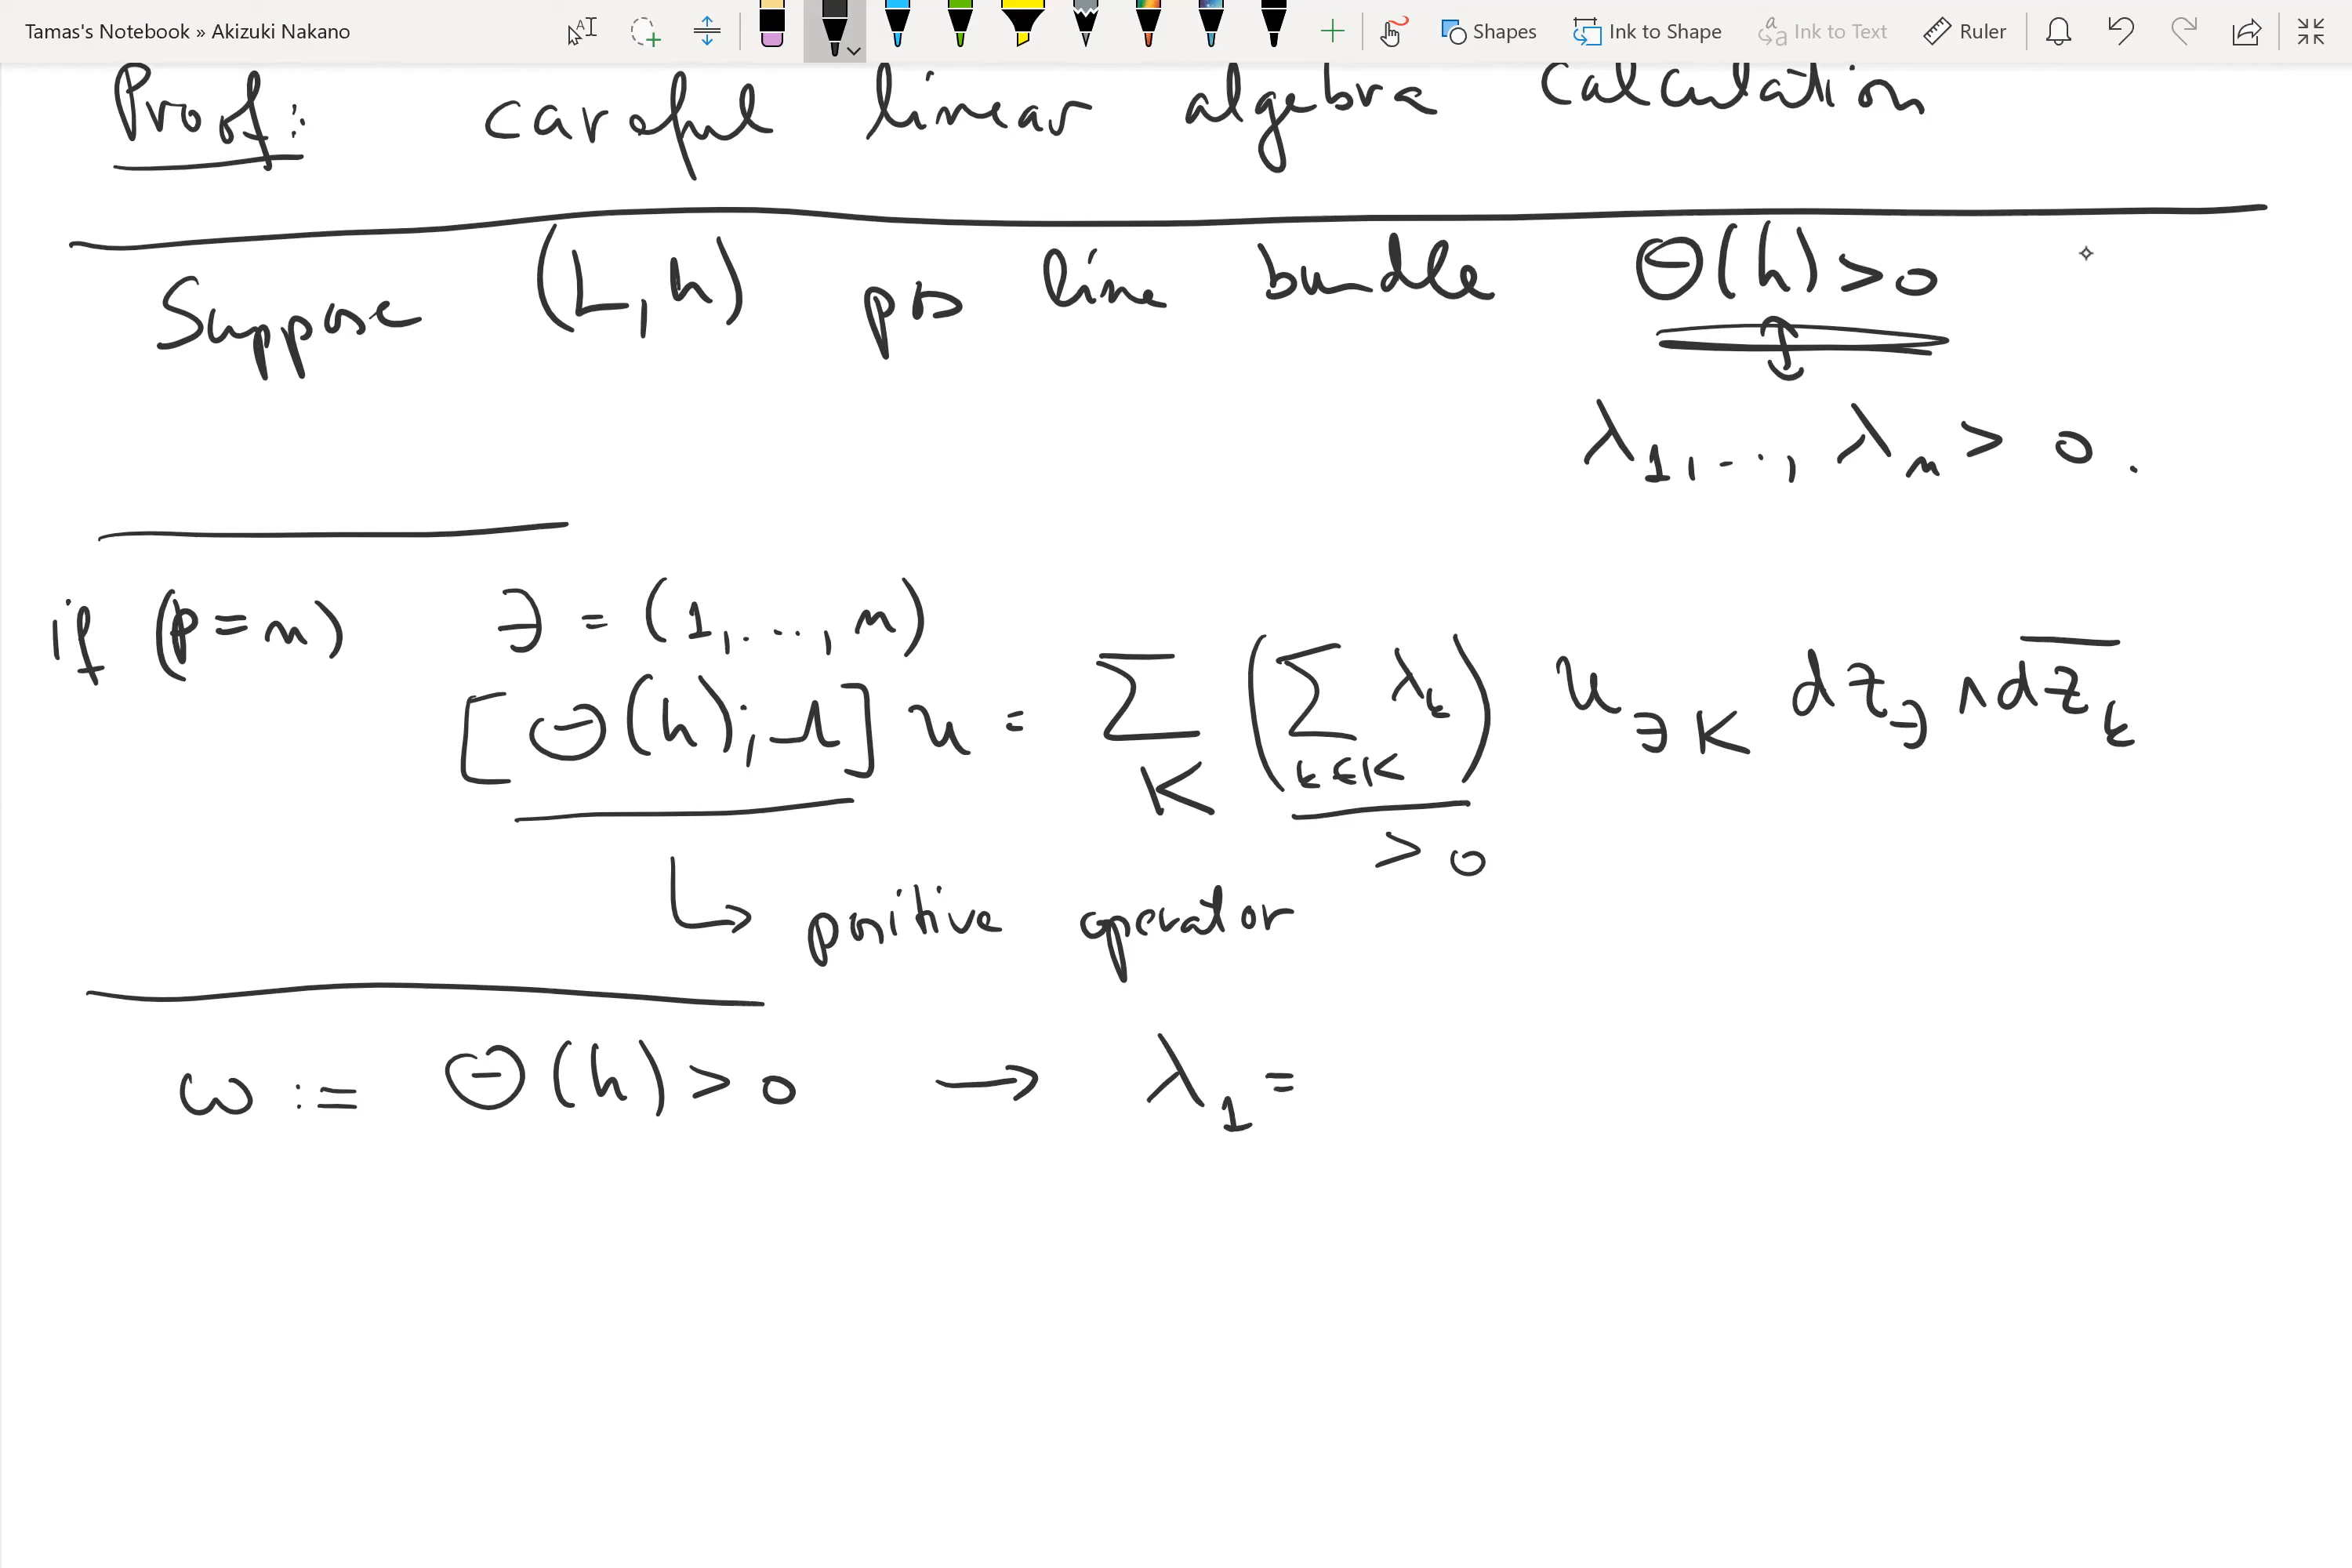 Tamas's Notebook » Akizuki Nakano Shapes Ink to Shape Ink to Text Ruler
Proof: careful linear algebra calculation
Suppose (L, h) pos line bundle Θ(h) > 0
↕
λ₁, ..., λₙ > 0.
if (p = n) J = (1, ..., n)
[Θ(h); Λ] u = Σ_K (Σ_{k∈K} λ_k) u_{JK} dz_J ∧ \overline{dz}_k
> 0
↳ positive operator
ω := Θ(h) > 0 → λ₁ =